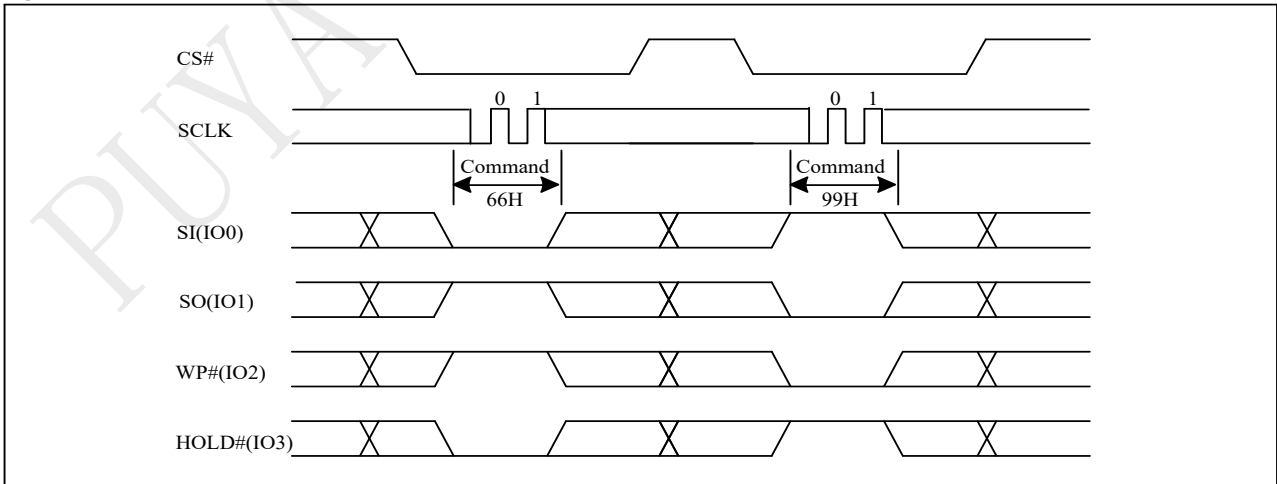 PUYA
CS#
0 1 0 1
SCLK
Command Command
66H 99H
SI(IO0)
SO(IO1)
WP#(IO2)
HOLD#(IO3)